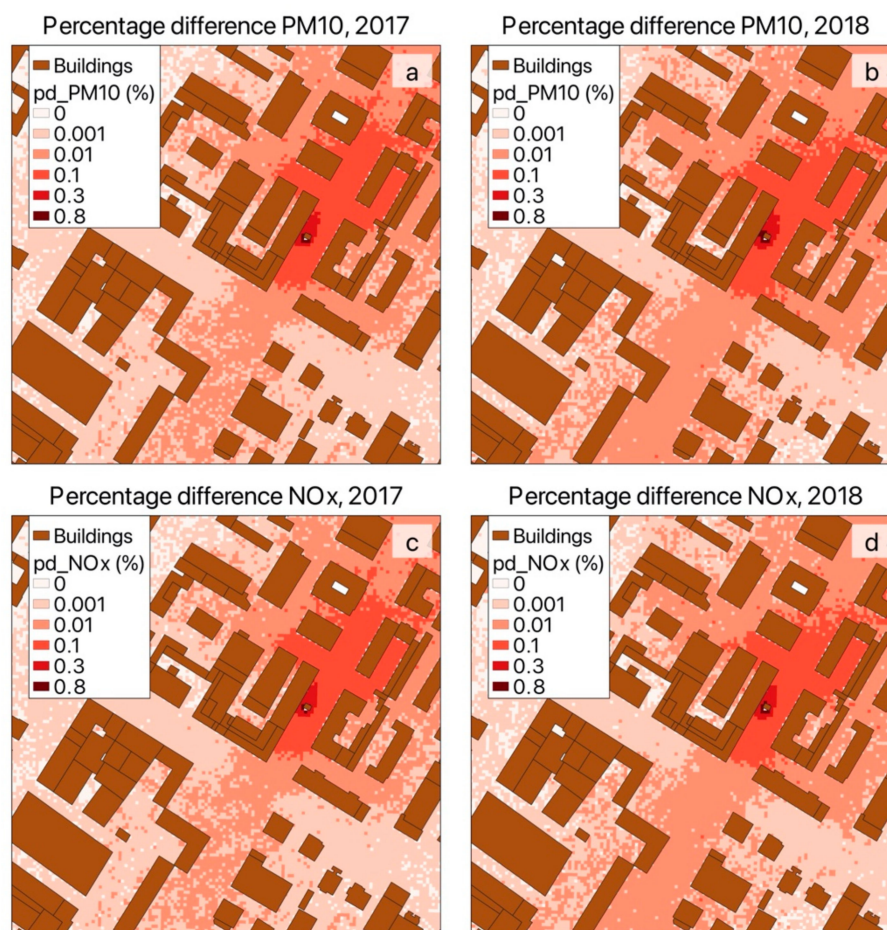 Percentage difference PM10, 2017
Buildings
pd_PM10 (%)
0
0.001
0.01
0.1
0.3
0.8
a
Percentage difference PM10, 2018
Buildings
pd_PM10 (%)
0
0.001
0.01
0.1
0.3
0.8
b
Percentage difference NOx, 2017
Buildings
pd_NOx (%)
0
0.001
0.01
0.1
0.3
0.8
c
Percentage difference NOx, 2018
Buildings
pd_NOx (%)
0
0.001
0.01
0.1
0.3
0.8
d